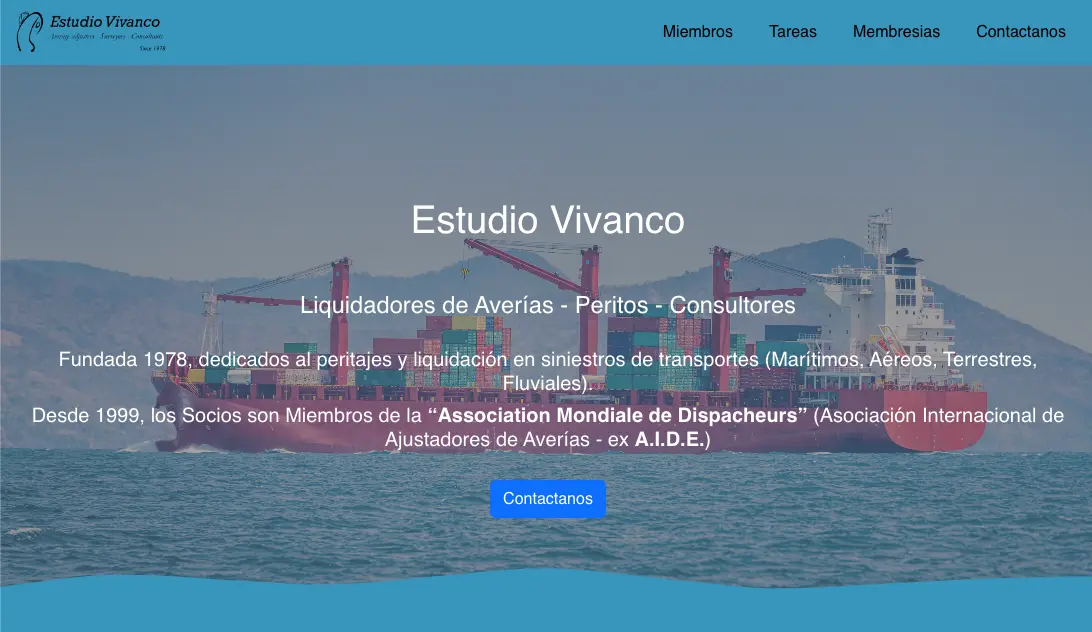 Estudio Vivanco
Average adjusters - Surveyors - Consultants
Since 1978
Miembros
Tareas
Membresias
Contactanos
Estudio Vivanco
Liquidadores de Averías - Peritos - Consultores
Fundada 1978, dedicados al peritajes y liquidación en siniestros de transportes (Marítimos, Aéreos, Terrestres,
Fluviales).
Desde 1999, los Socios son Miembros de la “Association Mondiale de Dispacheurs” (Asociación Internacional de
Ajustadores de Averías - ex A.I.D.E.)
Contactanos